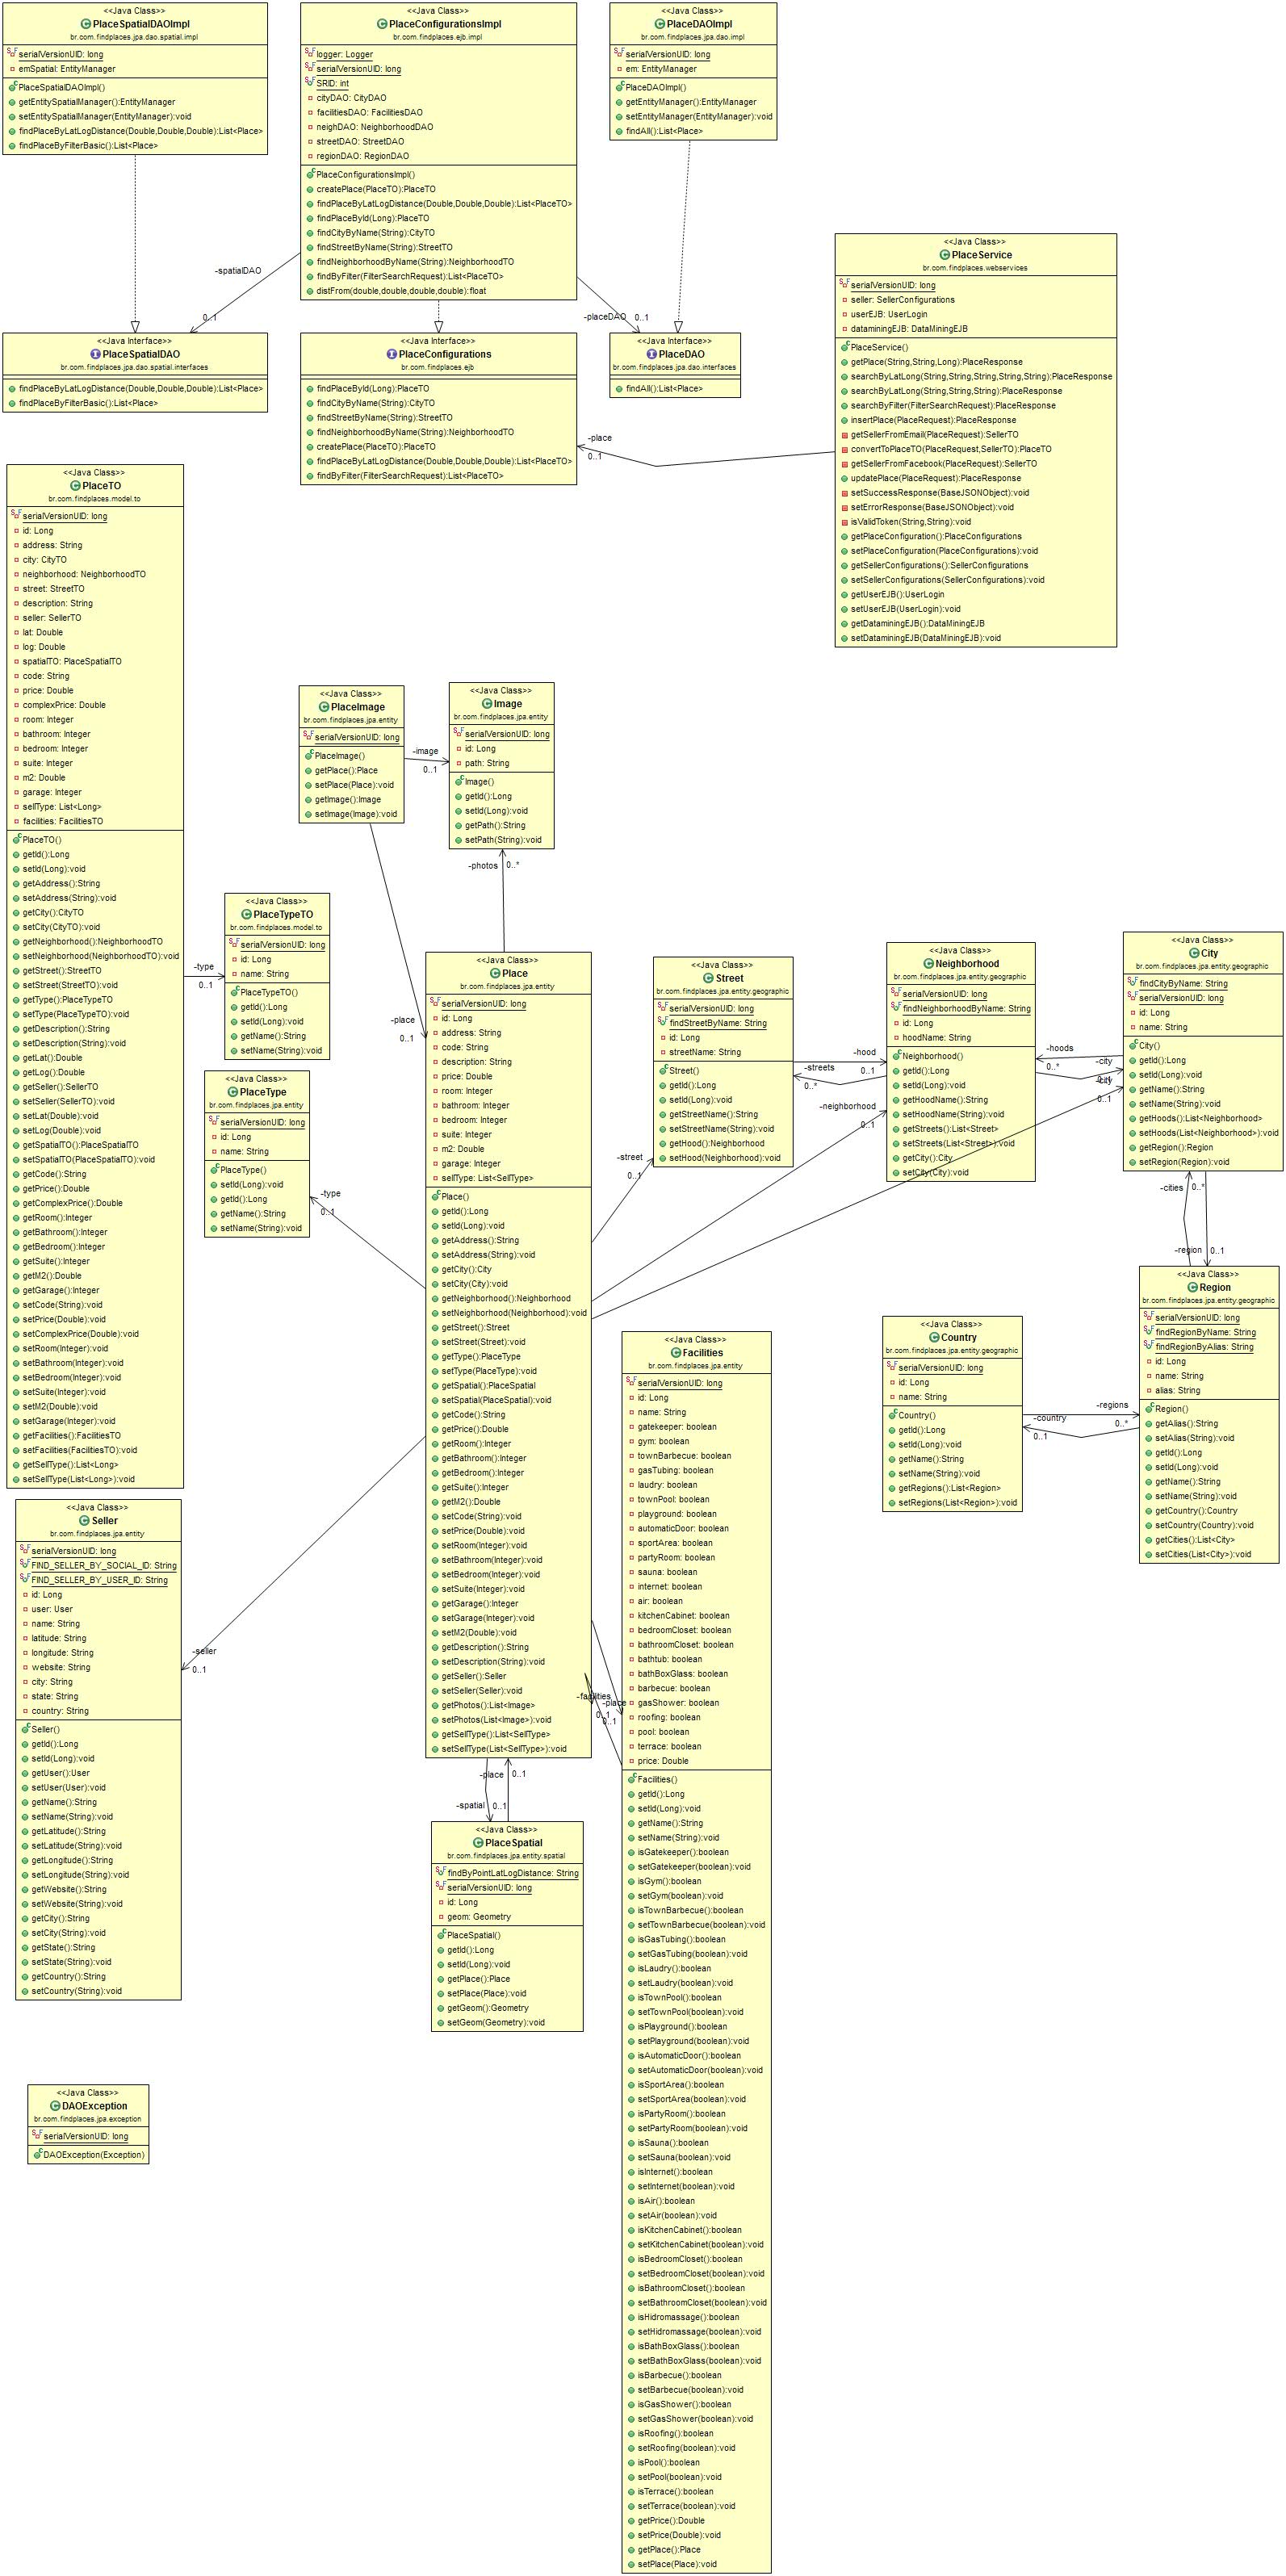 <<Java Class>>
PlaceSpatialDAOImpl
br.com.findplaces.jpa.dao.spatial.impl
serialVersionUID: long
emSpatial: EntityManager
PlaceSpatialDAOImpl()
getEntitySpatialManager():EntityManager
setEntitySpatialManager(EntityManager):void
findPlaceByLatLogDistance(Double,Double,Double):List<Place>
findPlaceByFilterBasic():List<Place>
<<Java Class>>
PlaceConfigurationsImpl
br.com.findplaces.ejb.impl
logger: Logger
serialVersionUID: long
SRID: int
cityDAO: CityDAO
facilitiesDAO: FacilitiesDAO
neighDAO: NeighborhoodDAO
streetDAO: StreetDAO
regionDAO: RegionDAO
PlaceConfigurationsImpl()
createPlace(PlaceTO):PlaceTO
findPlaceByLatLogDistance(Double,Double,Double):List<PlaceTO>
findPlaceById(Long):PlaceTO
findCityByName(String):CityTO
findStreetByName(String):StreetTO
findNeighborhoodByName(String):NeighborhoodTO
findByFilter(FilterSearchRequest):List<PlaceTO>
distFrom(double,double,double,double):float
<<Java Class>>
PlaceDAOImpl
br.com.findplaces.jpa.dao.impl
serialVersionUID: long
em: EntityManager
PlaceDAOImpl()
getEntityManager():EntityManager
setEntityManager(EntityManager):void
findAll():List<Place>
-spatialDAO
0..1
-placeDAO
0..1
<<Java Class>>
PlaceService
br.com.findplaces.webservices
serialVersionUID: long
seller: SellerConfigurations
userEJB: UserLogin
dataminingEJB: DataMiningEJB
PlaceService()
getPlace(String,String,Long):PlaceResponse
searchByLatLong(String,String,String,String,String):PlaceResponse
searchByLatLong(String,String,String):PlaceResponse
searchByFilter(FilterSearchRequest):PlaceResponse
insertPlace(PlaceRequest):PlaceResponse
getSellerFromEmail(PlaceRequest):SellerTO
convertToPlaceTO(PlaceRequest,SellerTO):PlaceTO
getSellerFromFacebook(PlaceRequest):SellerTO
updatePlace(PlaceRequest):PlaceResponse
setSuccessResponse(BaseJSONObject):void
setErrorResponse(BaseJSONObject):void
isValidToken(String,String):void
getPlaceConfiguration():PlaceConfigurations
setPlaceConfiguration(PlaceConfigurations):void
getSellerConfigurations():SellerConfigurations
setSellerConfigurations(SellerConfigurations):void
getUserEJB():UserLogin
setUserEJB(UserLogin):void
getDataminingEJB():DataMiningEJB
setDataminingEJB(DataMiningEJB):void
<<Java Interface>>
PlaceSpatialDAO
br.com.findplaces.jpa.dao.spatial.interfaces
findPlaceByLatLogDistance(Double,Double,Double):List<Place>
findPlaceByFilterBasic():List<Place>
<<Java Interface>>
PlaceConfigurations
br.com.findplaces.ejb
findPlaceById(Long):PlaceTO
findCityByName(String):CityTO
findStreetByName(String):StreetTO
findNeighborhoodByName(String):NeighborhoodTO
createPlace(PlaceTO):PlaceTO
findPlaceByLatLogDistance(Double,Double,Double):List<PlaceTO>
findByFilter(FilterSearchRequest):List<PlaceTO>
<<Java Interface>>
PlaceDAO
br.com.findplaces.jpa.dao.interfaces
findAll():List<Place>
-place
0..1
<<Java Class>>
PlaceTO
br.com.findplaces.model.to
serialVersionUID: long
id: Long
address: String
city: CityTO
neighborhood: NeighborhoodTO
street: StreetTO
description: String
seller: SellerTO
lat: Double
log: Double
spatialTO: PlaceSpatialTO
code: String
price: Double
complexPrice: Double
room: Integer
bathroom: Integer
bedroom: Integer
suite: Integer
m2: Double
garage: Integer
sellType: List<Long>
facilities: FacilitiesTO
PlaceTO()
getId():Long
setId(Long):void
getAddress():String
setAddress(String):void
getCity():CityTO
setCity(CityTO):void
getNeighborhood():NeighborhoodTO
setNeighborhood(NeighborhoodTO):void
getStreet():StreetTO
setStreet(StreetTO):void
getType():PlaceTypeTO
setType(PlaceTypeTO):void
getDescription():String
setDescription(String):void
getLat():Double
getLog():Double
getSeller():SellerTO
setSeller(SellerTO):void
setLat(Double):void
setLog(Double):void
getSpatialTO():PlaceSpatialTO
setSpatialTO(PlaceSpatialTO):void
getCode():String
getPrice():Double
getComplexPrice():Double
getRoom():Integer
getBathroom():Integer
getBedroom():Integer
getSuite():Integer
getM2():Double
getGarage():Integer
setCode(String):void
setPrice(Double):void
setComplexPrice(Double):void
setRoom(Integer):void
setBathroom(Integer):void
setBedroom(Integer):void
setSuite(Integer):void
setM2(Double):void
setGarage(Integer):void
getFacilities():FacilitiesTO
setFacilities(FacilitiesTO):void
getSellType():List<Long>
setSellType(List<Long>):void
<<Java Class>>
PlaceImage
br.com.findplaces.jpa.entity
serialVersionUID: long
PlaceImage()
getPlace():Place
setPlace(Place):void
getImage():Image
setImage(Image):void
-image
0..1
<<Java Class>>
Image
br.com.findplaces.jpa.entity
serialVersionUID: long
id: Long
path: String
Image()
getId():Long
setId(Long):void
getPath():String
setPath(String):void
-photos
0..*
-type
0..1
<<Java Class>>
PlaceTypeTO
br.com.findplaces.model.to
serialVersionUID: long
id: Long
name: String
PlaceTypeTO()
getId():Long
setId(Long):void
getName():String
setName(String):void
<<Java Class>>
PlaceType
br.com.findplaces.jpa.entity
serialVersionUID: long
id: Long
name: String
PlaceType()
setId(Long):void
getId():Long
getName():String
setName(String):void
-place
0..1
-type
0..1
<<Java Class>>
Place
br.com.findplaces.jpa.entity
serialVersionUID: long
id: Long
address: String
code: String
description: String
price: Double
room: Integer
bathroom: Integer
bedroom: Integer
suite: Integer
m2: Double
garage: Integer
sellType: List<SellType>
Place()
getId():Long
setId(Long):void
getAddress():String
setAddress(String):void
getCity():City
setCity(City):void
getNeighborhood():Neighborhood
setNeighborhood(Neighborhood):void
getStreet():Street
setStreet(Street):void
getType():PlaceType
setType(PlaceType):void
getSpatial():PlaceSpatial
setSpatial(PlaceSpatial):void
getCode():String
getPrice():Double
getRoom():Integer
getBathroom():Integer
getBedroom():Integer
getSuite():Integer
getM2():Double
setCode(String):void
setPrice(Double):void
setRoom(Integer):void
setBathroom(Integer):void
setBedroom(Integer):void
setSuite(Integer):void
getGarage():Integer
setGarage(Integer):void
setM2(Double):void
getDescription():String
setDescription(String):void
getSeller():Seller
setSeller(Seller):void
getPhotos():List<Image>
setPhotos(List<Image>):void
getSellType():List<SellType>
setSellType(List<SellType>):void
<<Java Class>>
Street
br.com.findplaces.jpa.entity.geographic
serialVersionUID: long
findStreetByName: String
id: Long
streetName: String
Street()
getId():Long
setId(Long):void
getStreetName():String
setStreetName(String):void
getHood():Neighborhood
setHood(Neighborhood):void
-hood
0..1
-streets
0..*
-neighborhood
0..1
-street
0..1
<<Java Class>>
Neighborhood
br.com.findplaces.jpa.entity.geographic
serialVersionUID: long
findNeighborhoodByName: String
id: Long
hoodName: String
Neighborhood()
getId():Long
setId(Long):void
getHoodName():String
setHoodName(String):void
getStreets():List<Street>
setStreets(List<Street>):void
getCity():City
setCity(City):void
-hoods
0..*
-city
0..1
-city
0..1
<<Java Class>>
City
br.com.findplaces.jpa.entity.geographic
findCityByName: String
serialVersionUID: long
id: Long
name: String
City()
getId():Long
setId(Long):void
getName():String
setName(String):void
getHoods():List<Neighborhood>
setHoods(List<Neighborhood>):void
getRegion():Region
setRegion(Region):void
-cities
0..*
-region
0..1
<<Java Class>>
Region
br.com.findplaces.jpa.entity.geographic
serialVersionUID: long
findRegionByName: String
findRegionByAlias: String
id: Long
name: String
alias: String
Region()
getAlias():String
setAlias(String):void
getId():Long
setId(Long):void
getName():String
setName(String):void
getCountry():Country
setCountry(Country):void
getCities():List<City>
setCities(List<City>):void
<<Java Class>>
Country
br.com.findplaces.jpa.entity.geographic
serialVersionUID: long
id: Long
name: String
Country()
getId():Long
setId(Long):void
getName():String
setName(String):void
getRegions():List<Region>
setRegions(List<Region>):void
-regions
0..*
-country
0..1
<<Java Class>>
Facilities
br.com.findplaces.jpa.entity
serialVersionUID: long
id: Long
name: String
gatekeeper: boolean
gym: boolean
townBarbecue: boolean
gasTubing: boolean
laudry: boolean
townPool: boolean
playground: boolean
automaticDoor: boolean
sportArea: boolean
partyRoom: boolean
sauna: boolean
internet: boolean
air: boolean
kitchenCabinet: boolean
bedroomCloset: boolean
bathroomCloset: boolean
bathtub: boolean
bathBoxGlass: boolean
barbecue: boolean
gasShower: boolean
roofing: boolean
pool: boolean
terrace: boolean
price: Double
Facilities()
getId():Long
setId(Long):void
getName():String
setName(String):void
isGatekeeper():boolean
setGatekeeper(boolean):void
isGym():boolean
setGym(boolean):void
isTownBarbecue():boolean
setTownBarbecue(boolean):void
isGasTubing():boolean
setGasTubing(boolean):void
isLaudry():boolean
setLaudry(boolean):void
isTownPool():boolean
setTownPool(boolean):void
isPlayground():boolean
setPlayground(boolean):void
isAutomaticDoor():boolean
setAutomaticDoor(boolean):void
isSportArea():boolean
setSportArea(boolean):void
isPartyRoom():boolean
setPartyRoom(boolean):void
isSauna():boolean
setSauna(boolean):void
isInternet():boolean
setInternet(boolean):void
isAir():boolean
setAir(boolean):void
isKitchenCabinet():boolean
setKitchenCabinet(boolean):void
isBedroomCloset():boolean
setBedroomCloset(boolean):void
isBathroomCloset():boolean
setBathroomCloset(boolean):void
isHidromassage():boolean
setHidromassage(boolean):void
isBathBoxGlass():boolean
setBathBoxGlass(boolean):void
isBarbecue():boolean
setBarbecue(boolean):void
isGasShower():boolean
setGasShower(boolean):void
isRoofing():boolean
setRoofing(boolean):void
isPool():boolean
setPool(boolean):void
isTerrace():boolean
setTerrace(boolean):void
getPrice():Double
setPrice(Double):void
getPlace():Place
setPlace(Place):void
-facilities
0..1
-place
0..1
<<Java Class>>
Seller
br.com.findplaces.jpa.entity
serialVersionUID: long
FIND_SELLER_BY_SOCIAL_ID: String
FIND_SELLER_BY_USER_ID: String
id: Long
user: User
name: String
latitude: String
longitude: String
website: String
city: String
state: String
country: String
Seller()
getId():Long
setId(Long):void
getUser():User
setUser(User):void
getName():String
setName(String):void
getLatitude():String
setLatitude(String):void
getLongitude():String
setLongitude(String):void
getWebsite():String
setWebsite(String):void
getCity():String
setCity(String):void
getState():String
setState(String):void
getCountry():String
setCountry(String):void
-seller
0..1
-place
0..1
-spatial
0..1
<<Java Class>>
PlaceSpatial
br.com.findplaces.jpa.entity.spatial
findByPointLatLogDistance: String
serialVersionUID: long
id: Long
geom: Geometry
PlaceSpatial()
getId():Long
setId(Long):void
getPlace():Place
setPlace(Place):void
getGeom():Geometry
setGeom(Geometry):void
<<Java Class>>
DAOException
br.com.findplaces.jpa.exception
serialVersionUID: long
DAOException(Exception)